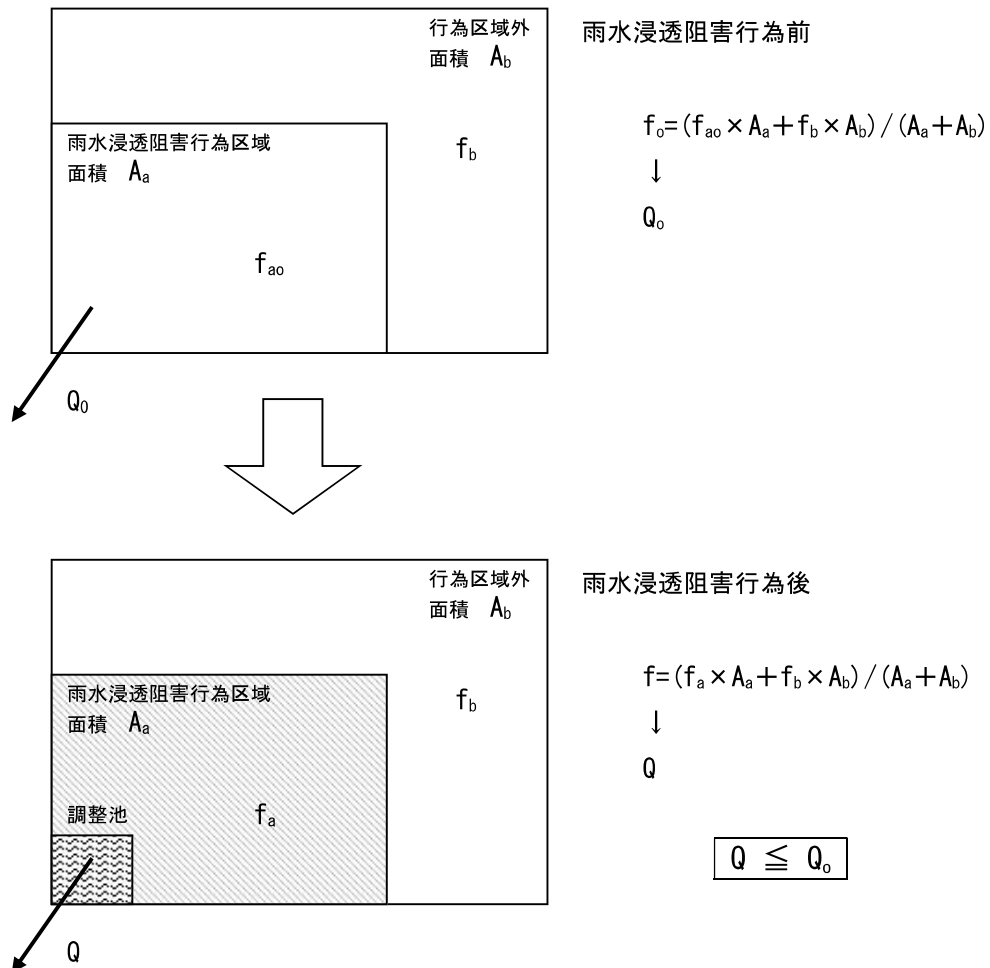 行為区域外
面積 Ab
雨水浸透阻害行為区域
面積 Aa
fb
fao
Q0
雨水浸透阻害行為前
fo=(fao×Aa+fb×Ab)/(Aa+Ab)
↓
Qo
行為区域外
面積 Ab
雨水浸透阻害行為区域
面積 Aa
fb
調整池
fa
Q
雨水浸透阻害行為後
f=(fa×Aa+fb×Ab)/(Aa+Ab)
↓
Q
Q ≦ Qo